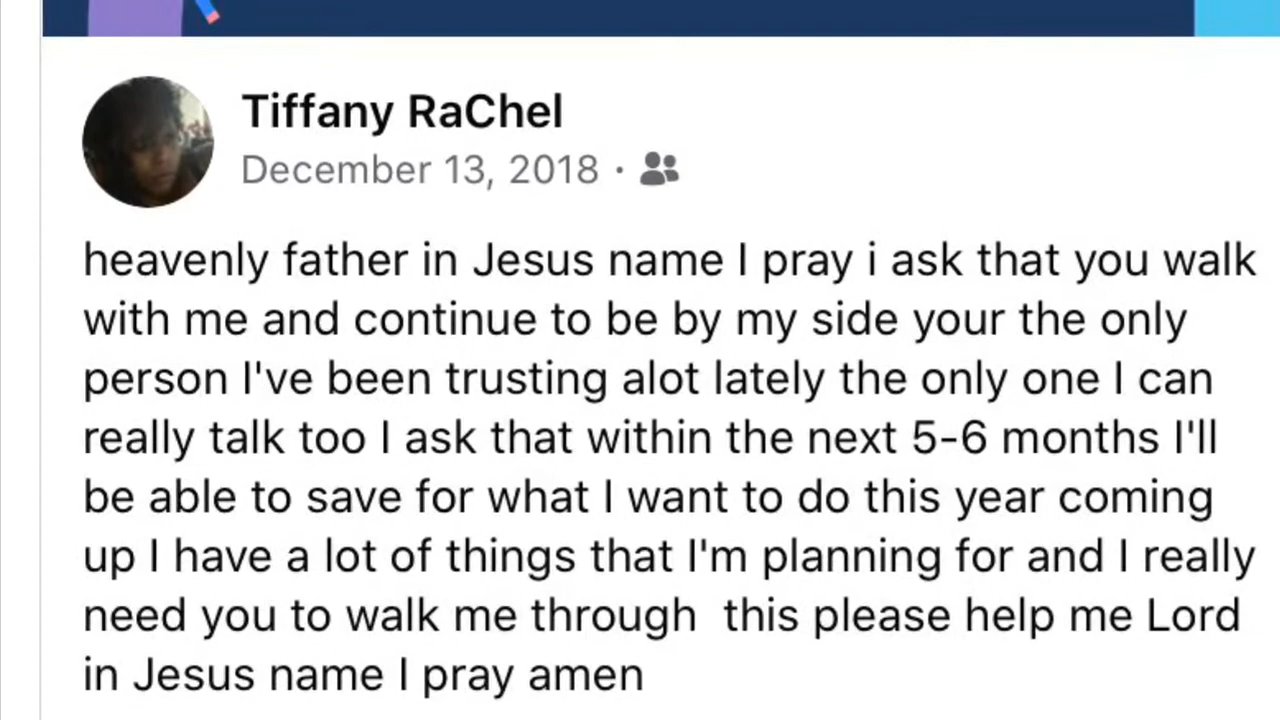 Tiffany RaChel
December 13, 2018 ·
heavenly father in Jesus name I pray i ask that you walk
with me and continue to be by my side your the only
person I've been trusting alot lately the only one I can
really talk too I ask that within the next 5-6 months I'll
be able to save for what I want to do this year coming
up I have a lot of things that I'm planning for and I really
need you to walk me through  this please help me Lord
in Jesus name I pray amen